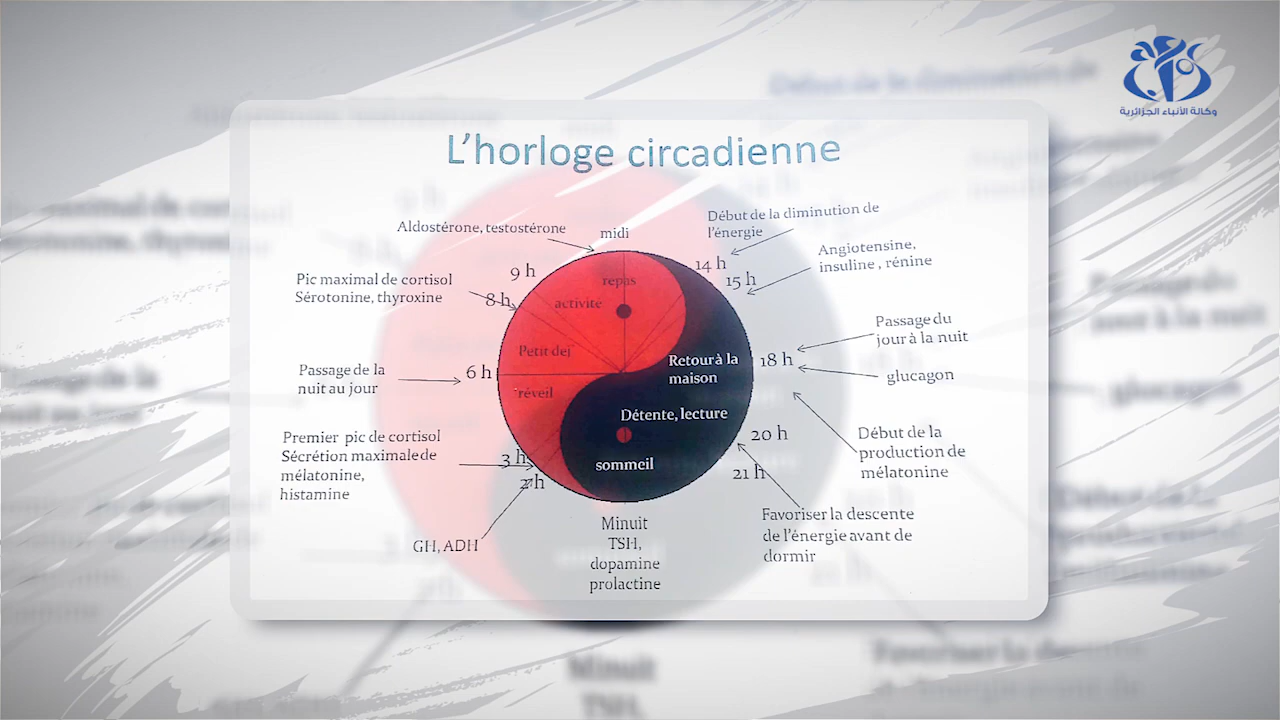 وكالة الأنباء الجزائرية
L'horloge circadienne
Aldostérone, testostérone
midi
Début de la diminution de
l'énergie
Angiotensine,
insuline , rénine
9 h
14 h
15 h
Pic maximal de cortisol
Sérotonine, thyroxine
8 h
repas
activité
Passage du
jour à la nuit
Petit dej
Retour à la
maison
18 h
glucagon
Passage de la
nuit au jour
6 h
réveil
Détente, lecture
20 h
Début de la
production de
mélatonine
Premier pic de cortisol
Sécrétion maximale de
mélatonine,
histamine
3 h
2 h
sommeil
21 h
GH, ADH
Minuit
TSH,
dopamine
prolactine
Favoriser la descente
de l'énergie avant de
dormir